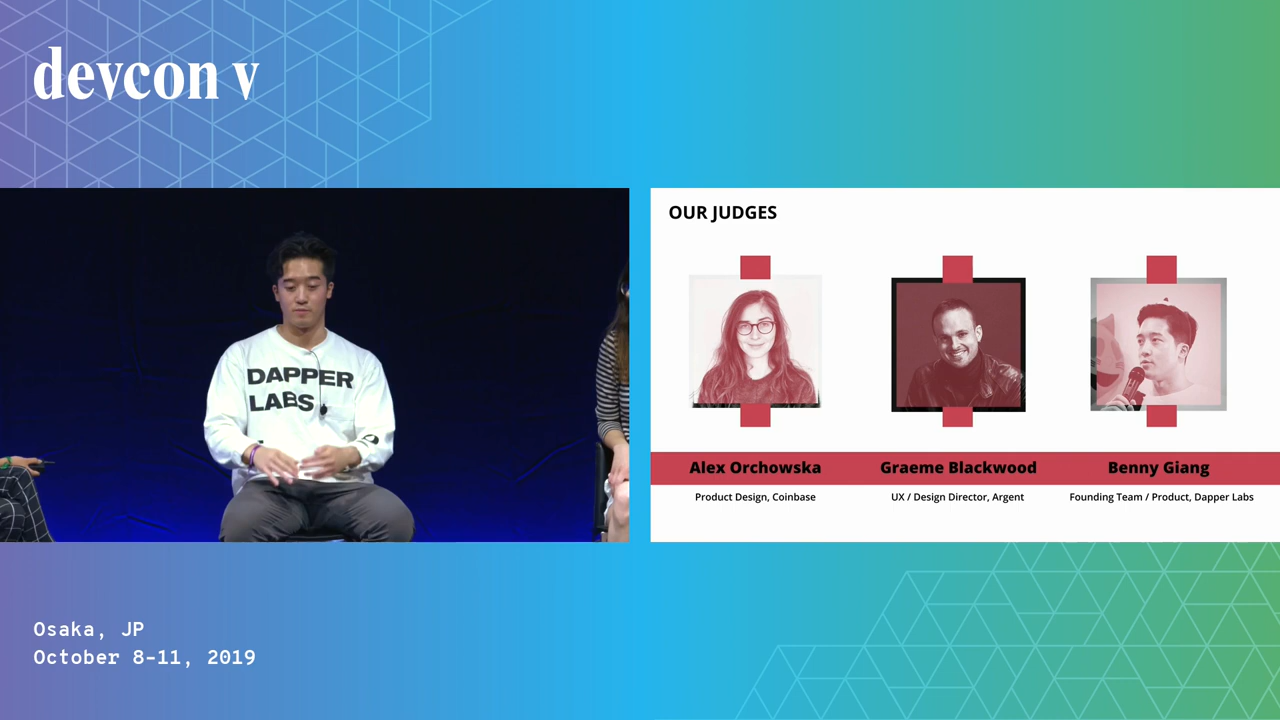 devcon v
DAPPER
LABS
OUR JUDGES
Alex Orchowska
Graeme Blackwood
Benny Giang
Product Design, Coinbase
UX / Design Director, Argent
Founding Team / Product, Dapper Labs
Osaka, JP
October 8-11, 2019